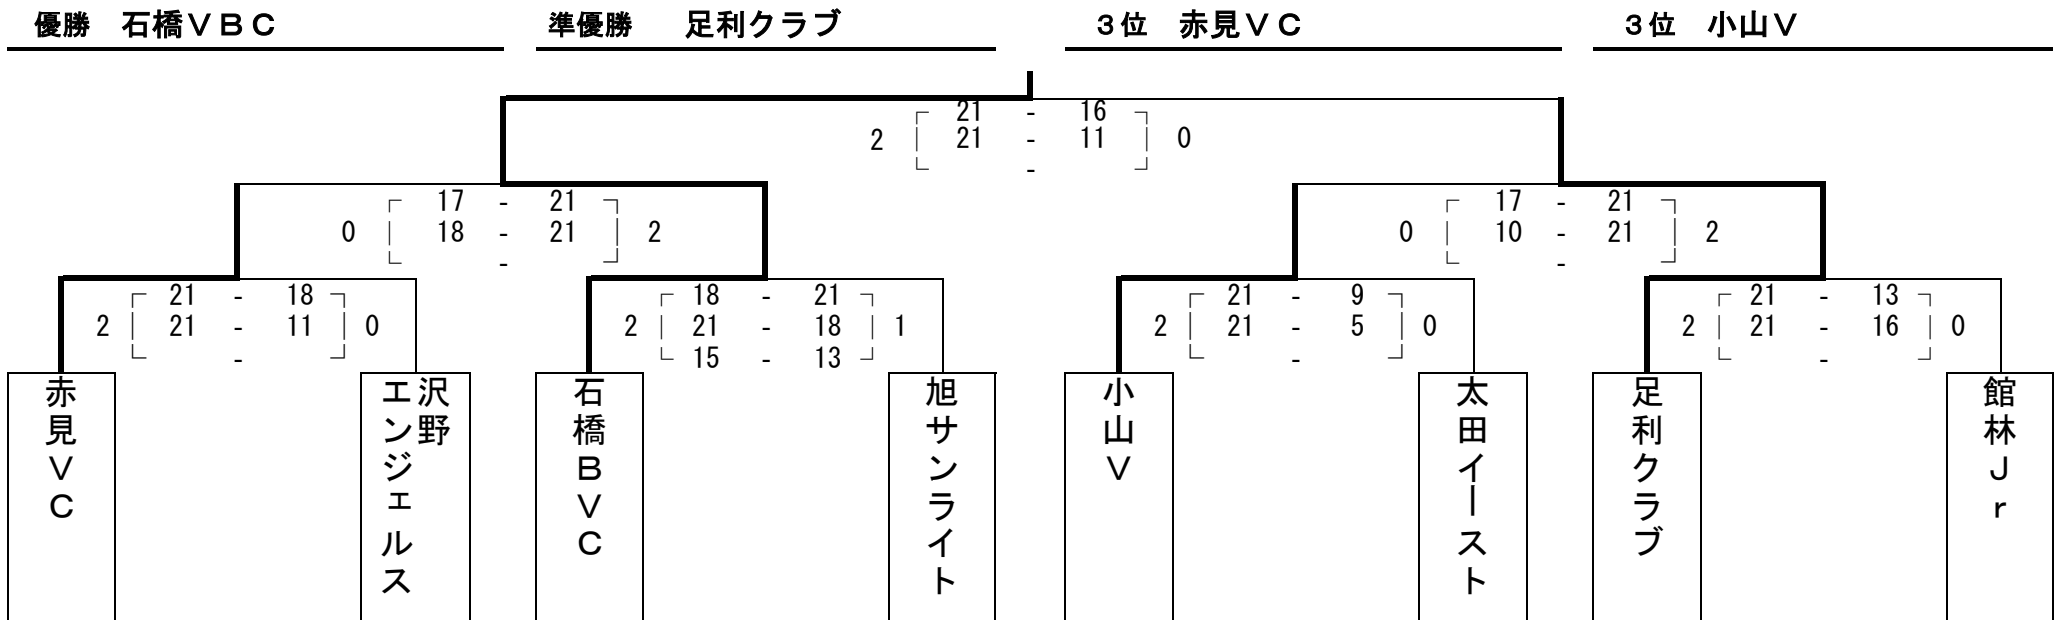 優勝 石橋ＶＢＣ 準優勝 足利クラブ ３位 赤見ＶＣ ３位 小山Ｖ
21 - 16
2 21 - 11 0
-
17 - 21 17 - 21
0 18 - 21 2 0 10 - 21 2
- -
21 - 18 18 - 21 21 - 9 21 - 13
2 21 - 11 0 2 21 - 18 1 2 21 - 5 0 2 21 - 16 0
- 15 - 13 - -
赤見ＶＣ
沢野
エンジェルス
石橋ＢＶＣ
旭サンライト
小山Ｖ
太田イースト
足利クラブ
館林Ｊｒ